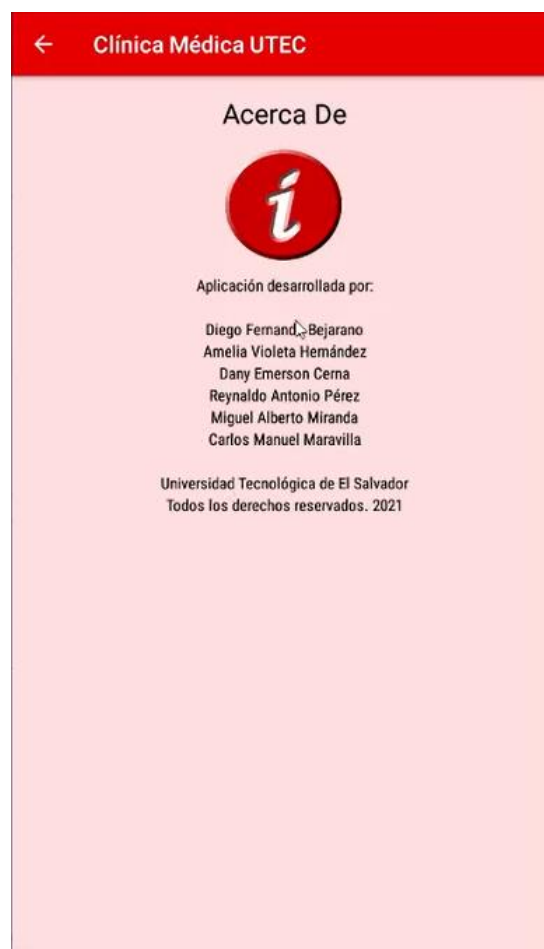 Clínica Médica UTEC
Acerca De
i
Aplicación desarrollada por:
Diego Fernand Bejarano
Amelia Violeta Hernández
Dany Emerson Cerna
Reynaldo Antonio Pérez
Miguel Alberto Miranda
Carlos Manuel Maravilla
Universidad Tecnológica de El Salvador
Todos los derechos reservados. 2021